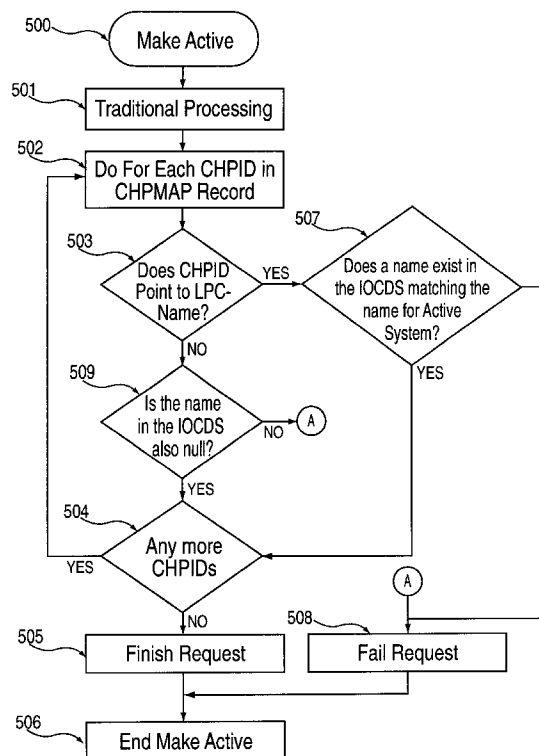 500
Make Active
501
Traditional Processing
502
Do For Each CHPID in
CHPMAP Record
503
Does CHPID
Point to LPC-
Name?
YES
NO
507
Does a name exist in
the IOCDS matching the
name for Active
System?
YES
509
Is the name
in the IOCDS
also null?
NO
A
YES
504
Any more
CHPIDs
YES
NO
A
505
Finish Request
508
Fail Request
506
End Make Active